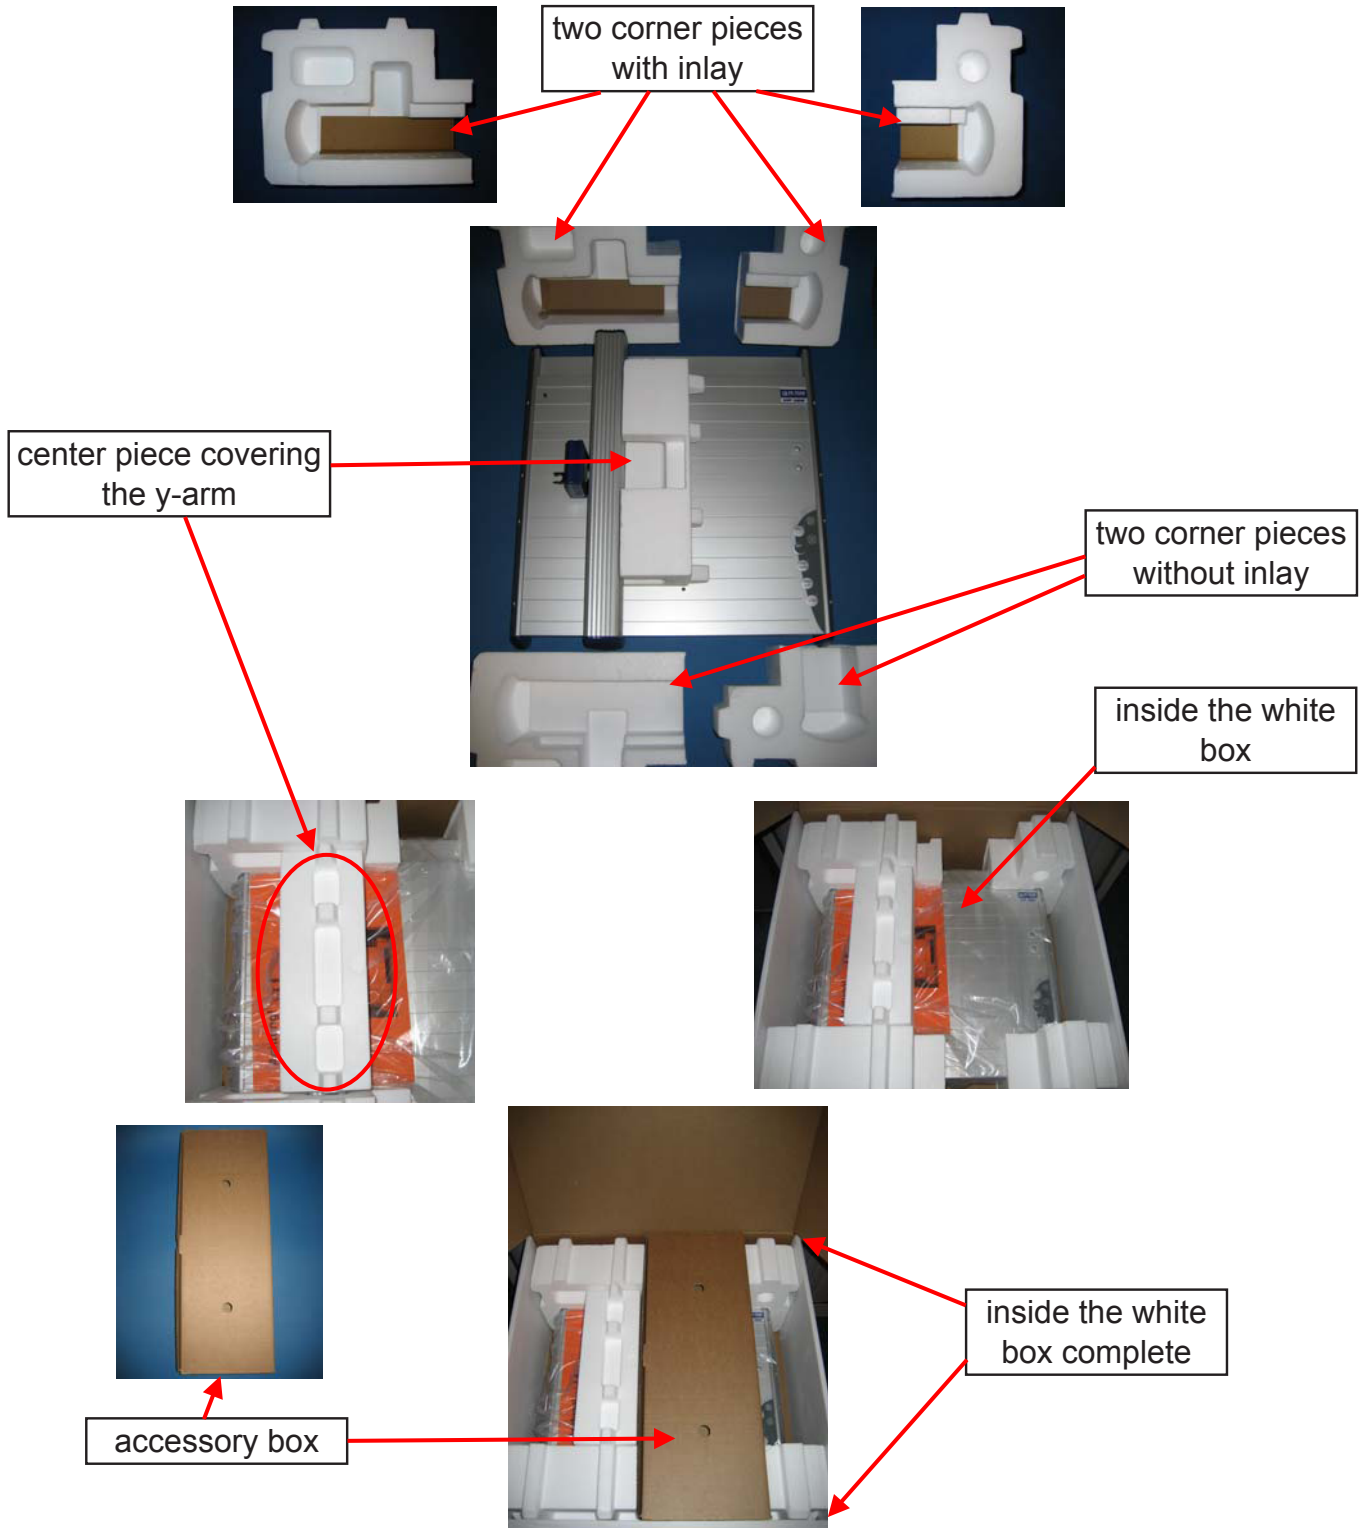 two corner pieces
with inlay
center piece covering
the y-arm
two corner pieces
without inlay
inside the white
box
inside the white
box complete
accessory box